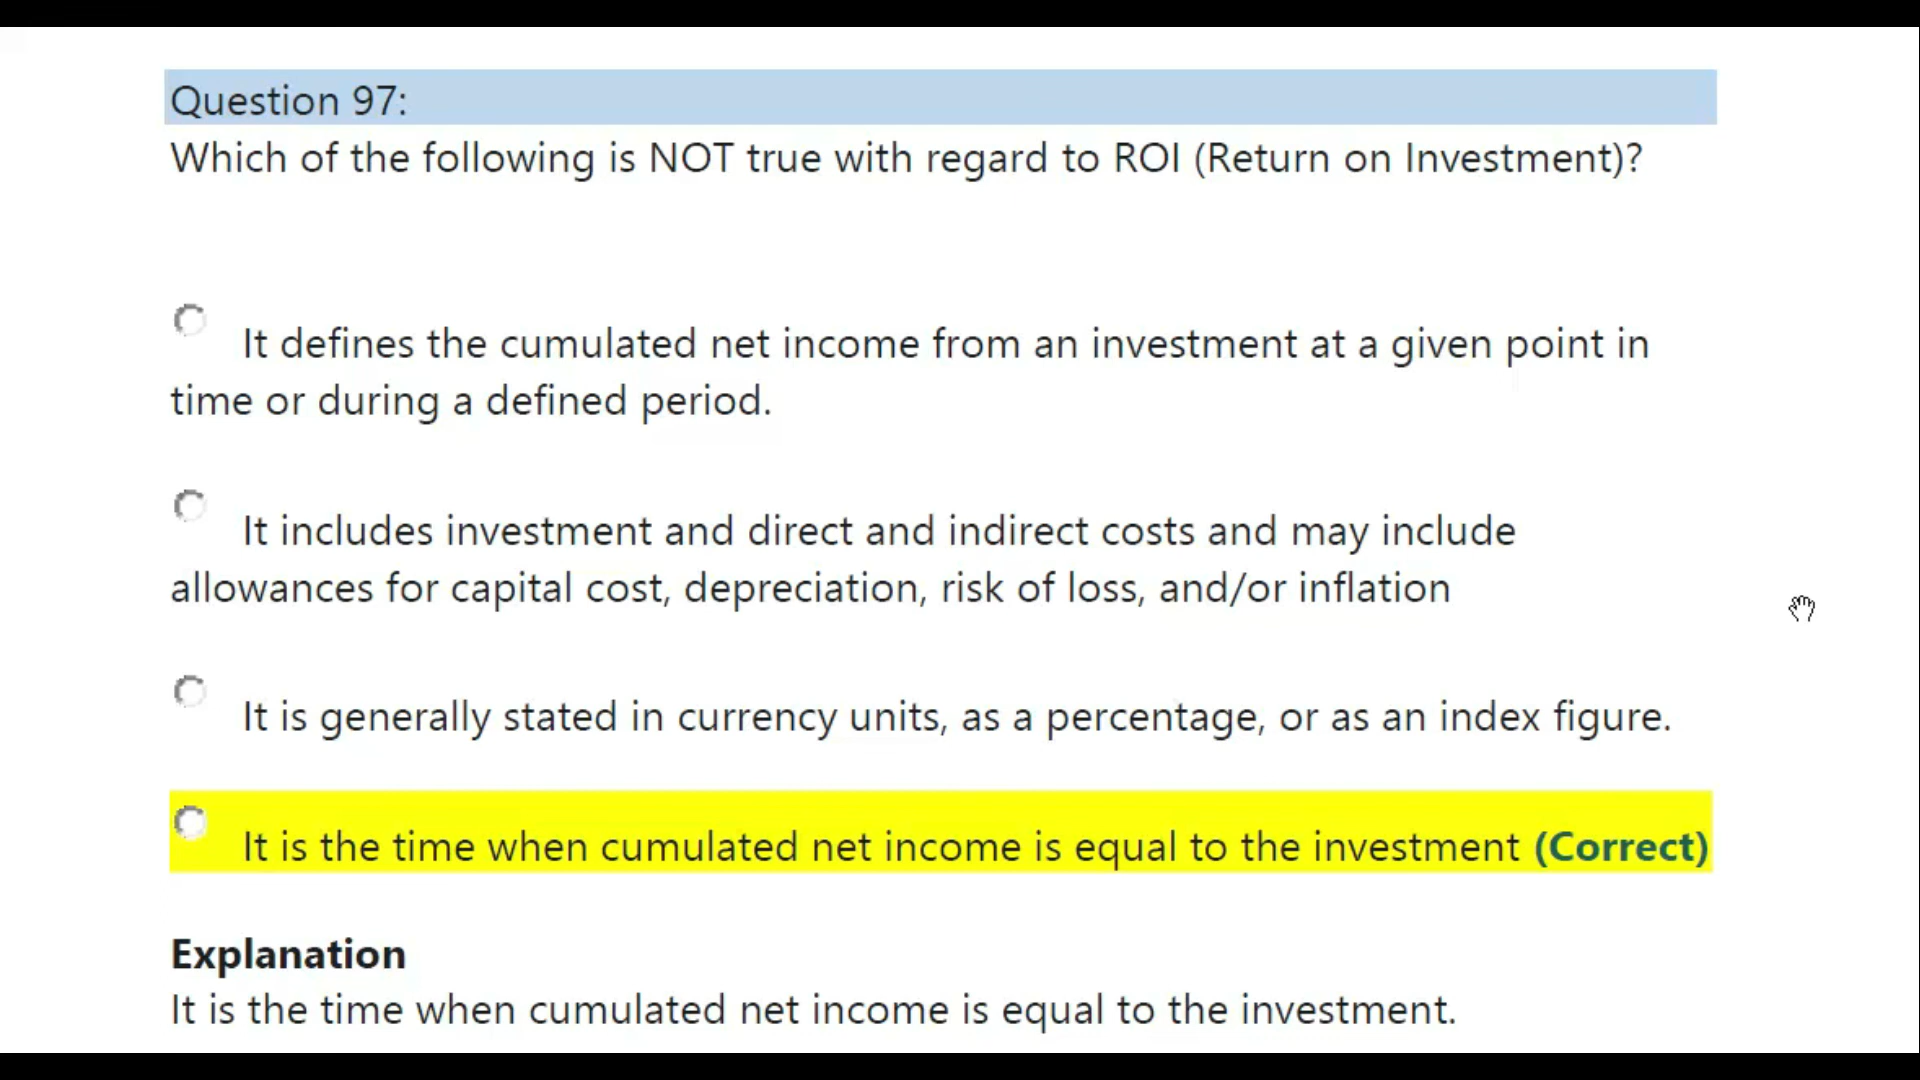 Question 97:
Which of the following is NOT true with regard to ROI (Return on Investment)?
It defines the cumulated net income from an investment at a given point in
time or during a defined period.
It includes investment and direct and indirect costs and may include
allowances for capital cost, depreciation, risk of loss, and/or inflation
It is generally stated in currency units, as a percentage, or as an index figure.
It is the time when cumulated net income is equal to the investment (Correct)
Explanation
It is the time when cumulated net income is equal to the investment.